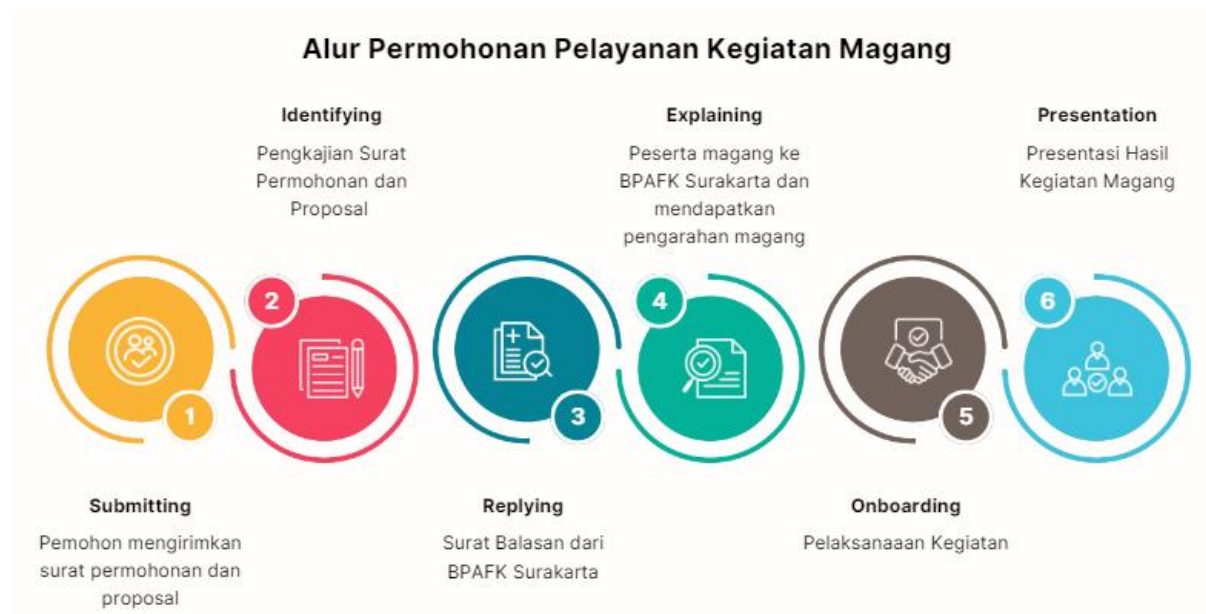 Alur Permohonan Pelayanan Kegiatan Magang
Identifying
Pengkajian Surat
Permohonan dan
Proposal
Explaining
Peserta magang ke
BPAFK Surakarta dan
mendapatkan
pengarahan magang
Presentation
Presentasi Hasil
Kegiatan Magang
1
2
3
4
5
6
Submitting
Pemohon mengirimkan
surat permohonan dan
proposal
Replying
Surat Balasan dari
BPAFK Surakarta
Onboarding
Pelaksanaaan Kegiatan